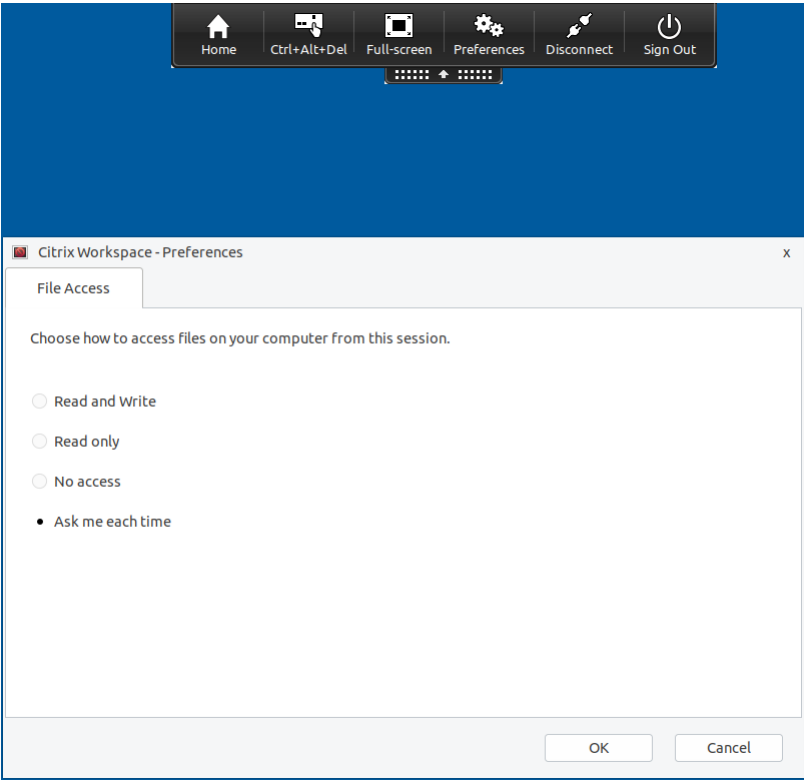 Home Ctrl+Alt+Del Full-screen Preferences Disconnect Sign Out
Citrix Workspace - Preferences x
File Access
Choose how to access files on your computer from this session.
Read and Write
Read only
No access
Ask me each time
OK Cancel